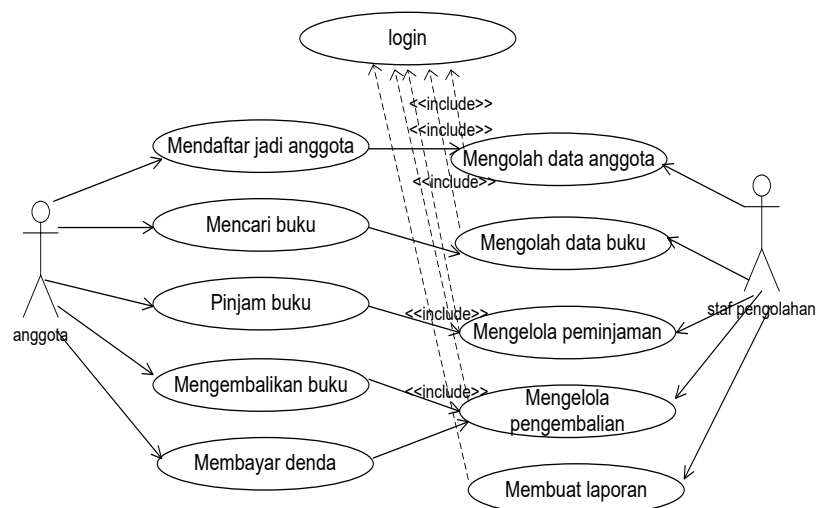 login
<<include>>
<<include>>
Mendaftar jadi anggota
Mengolah data anggota
<<include>>
Mencari buku
Mengolah data buku
Pinjam buku
<<include>>
Mengelola peminjaman
staf pengolahan
anggota
Mengembalikan buku
<<include>>
Mengelola
pengembalian
Membayar denda
Membuat laporan